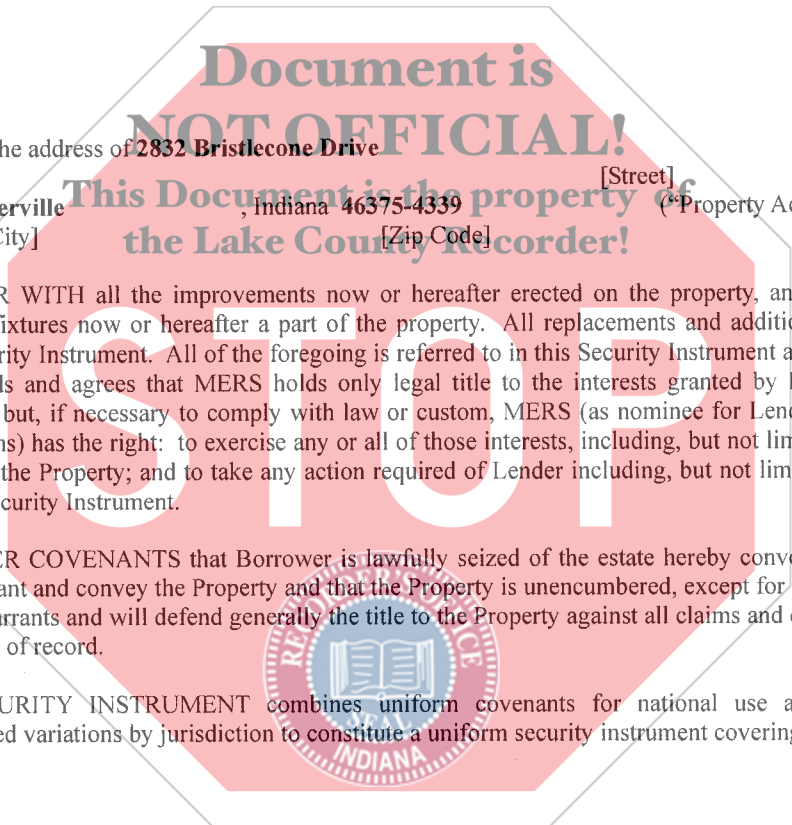 Document is
NOT OFFICIAL!
he address of 2832 Bristlecone Drive
[Street]
This Document is the property of
erville , Indiana 46375-4339 ("Property Ad
City] [Zip Code]
the Lake County Recorder!
R WITH all the improvements now or hereafter erected on the property, an
ixtures now or hereafter a part of the property. All replacements and additio
rity Instrument. All of the foregoing is referred to in this Security Instrument a
ls and agrees that MERS holds only legal title to the interests granted by
but, if necessary to comply with law or custom, MERS (as nominee for Lend
ns) has the right: to exercise any or all of those interests, including, but not lim
the Property; and to take any action required of Lender including, but not lim
curity Instrument.
STOP
ER COVENANTS that Borrower is lawfully seized of the estate hereby conve
ant and convey the Property and that the Property is unencumbered, except for
arrants and will defend generally the title to the Property against all claims and
of record.
URITY INSTRUMENT combines uniform covenants for national use a
ed variations by jurisdiction to constitute a uniform security instrument covering
RECORDER'S OFFICE
SEAL
INDIANA